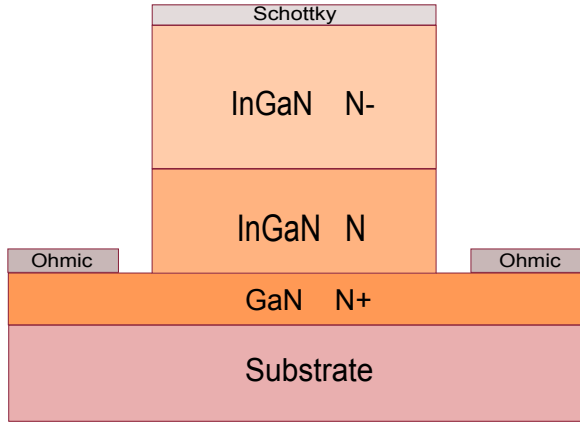 Schottky
InGaN N-
InGaN N
Ohmic Ohmic
GaN N+
Substrate